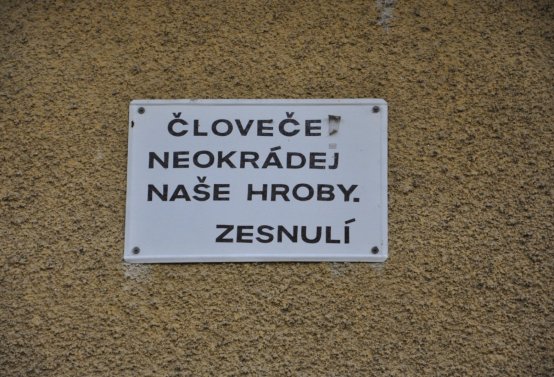 ČLOVEČE!
NEOKRÁDEJ
NAŠE HROBY.
ZESNULÍ